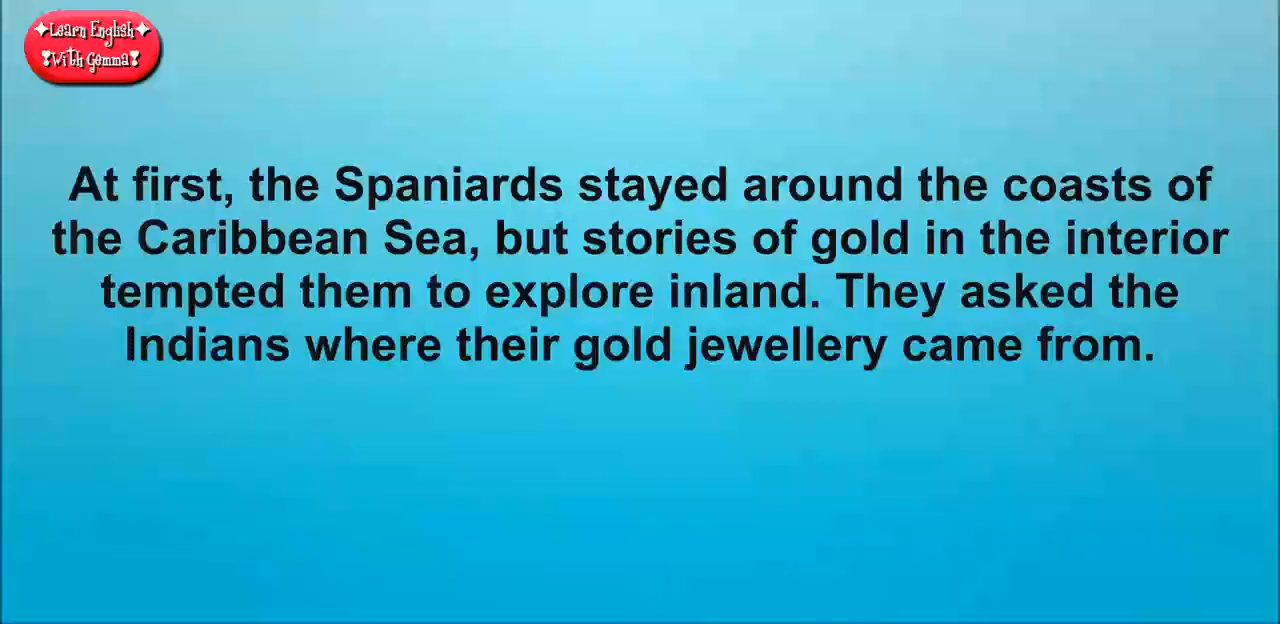 ✦Learn English✦
❣With Gemma❣
At first, the Spaniards stayed around the coasts of
the Caribbean Sea, but stories of gold in the interior
tempted them to explore inland. They asked the
Indians where their gold jewellery came from.